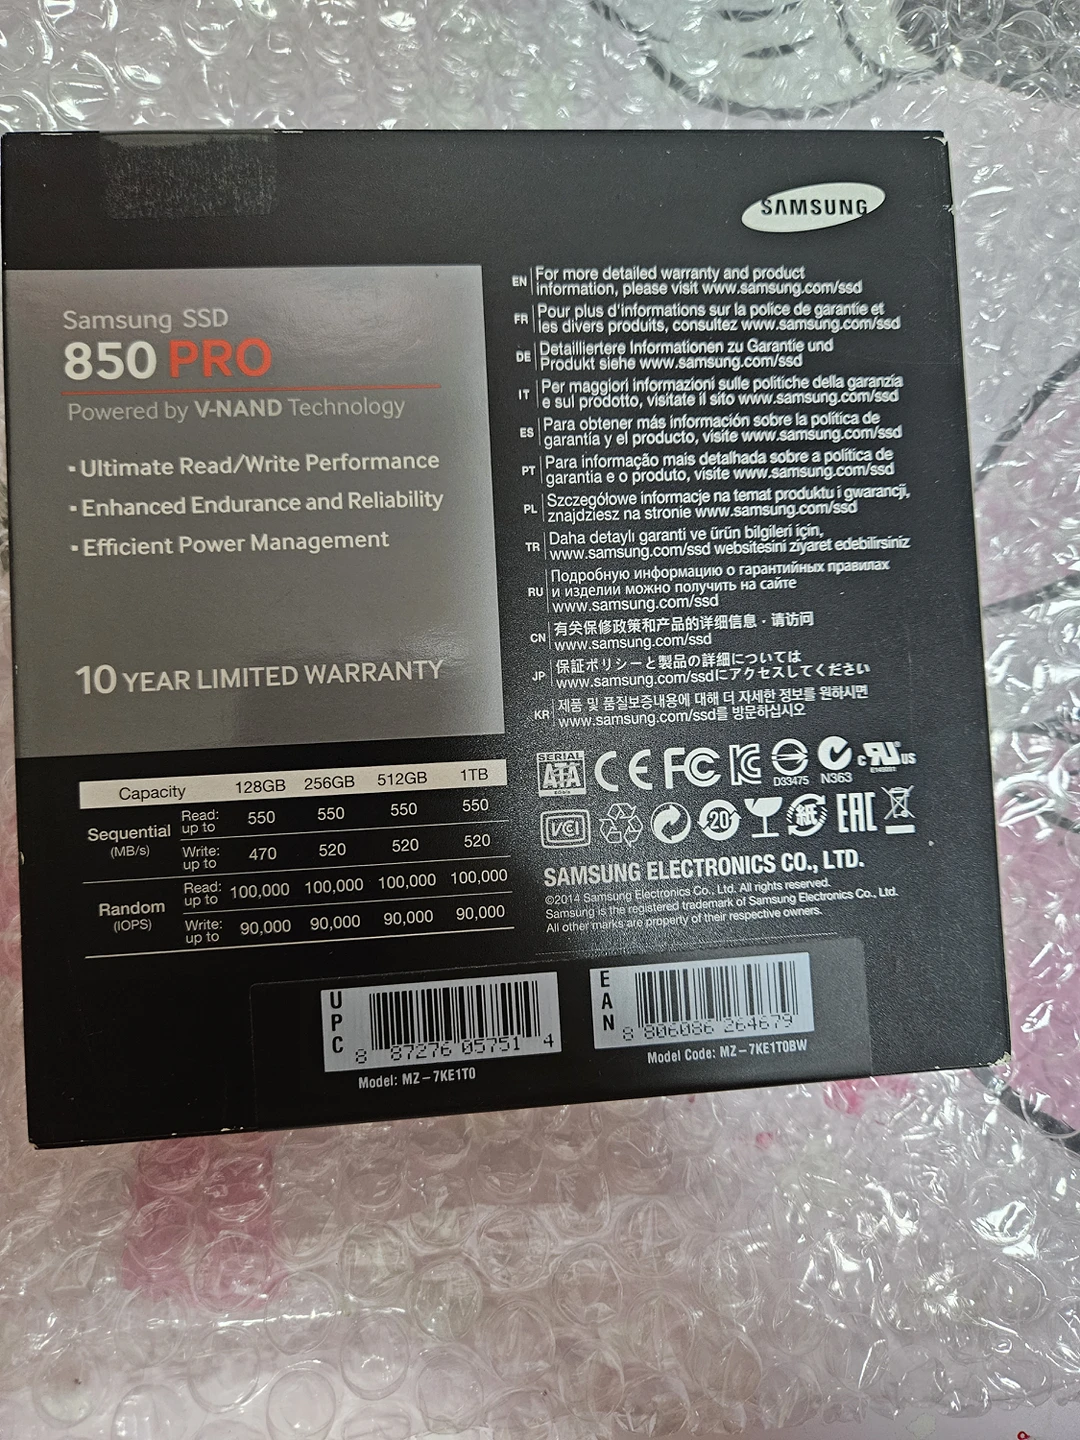 SAMSUNG
Samsung SSD
850 PRO
Powered by V-NAND Technology
▪ Ultimate Read/Write Performance
▪ Enhanced Endurance and Reliability
▪ Efficient Power Management
10 YEAR LIMITED WARRANTY
EN For more detailed warranty and product
information, please visit www.samsung.com/ssd
FR Pour plus d'informations sur la police de garantie et
les divers produits, consultez www.samsung.com/ssd
DE Detailliertere Informationen zu Garantie und
Produkt siehe www.samsung.com/ssd
IT Per maggiori informazioni sulle politiche della garanzia
e sul prodotto, visitate il sito www.samsung.com/ssd
ES Para obtener más información sobre la política de
garantía y el producto, visite www.samsung.com/ssd
PT Para informação mais detalhada sobre a política de
garantia e o produto, visite www.samsung.com/ssd
PL Szczegółowe informacje na temat produktu i gwarancji,
znajdziesz na stronie www.samsung.com/ssd
TR Daha detaylı garanti ve ürün bilgileri için,
www.samsung.com/ssd websitesini ziyaret edebilirsiniz
RU Подробную информацию о гарантийных правилах
и изделии можно получить на сайте
www.samsung.com/ssd
CN 有关保修政策和产品的详细信息·请访问
www.samsung.com/ssd
JP 保証ポリシーと製品の詳細については
www.samsung.com/ssdにアクセスしてください
KR 제품 및 품질보증내용에 대해 더 자세한 정보를 원하시면
www.samsung.com/ssd를 방문하십시오
Capacity 128GB 256GB 512GB 1TB
Sequential (MB/s) Read: up to 550 550 550 550
Write: up to 470 520 520 520
Random (IOPS) Read: up to 100,000 100,000 100,000 100,000
Write: up to 90,000 90,000 90,000 90,000
SERIAL ATA CE FC D33475 N363 c RU US
VCI 20 紙 EAC
SAMSUNG ELECTRONICS CO., LTD.
©2014 Samsung Electronics Co., Ltd. All rights reserved.
Samsung is the registered trademark of Samsung Electronics Co., Ltd.
All other marks are property of their respective owners.
UPC
8 87276 05751 4
Model: MZ-7KE1T0
EAN
8 806086 264679
Model Code: MZ-7KE1T0BW